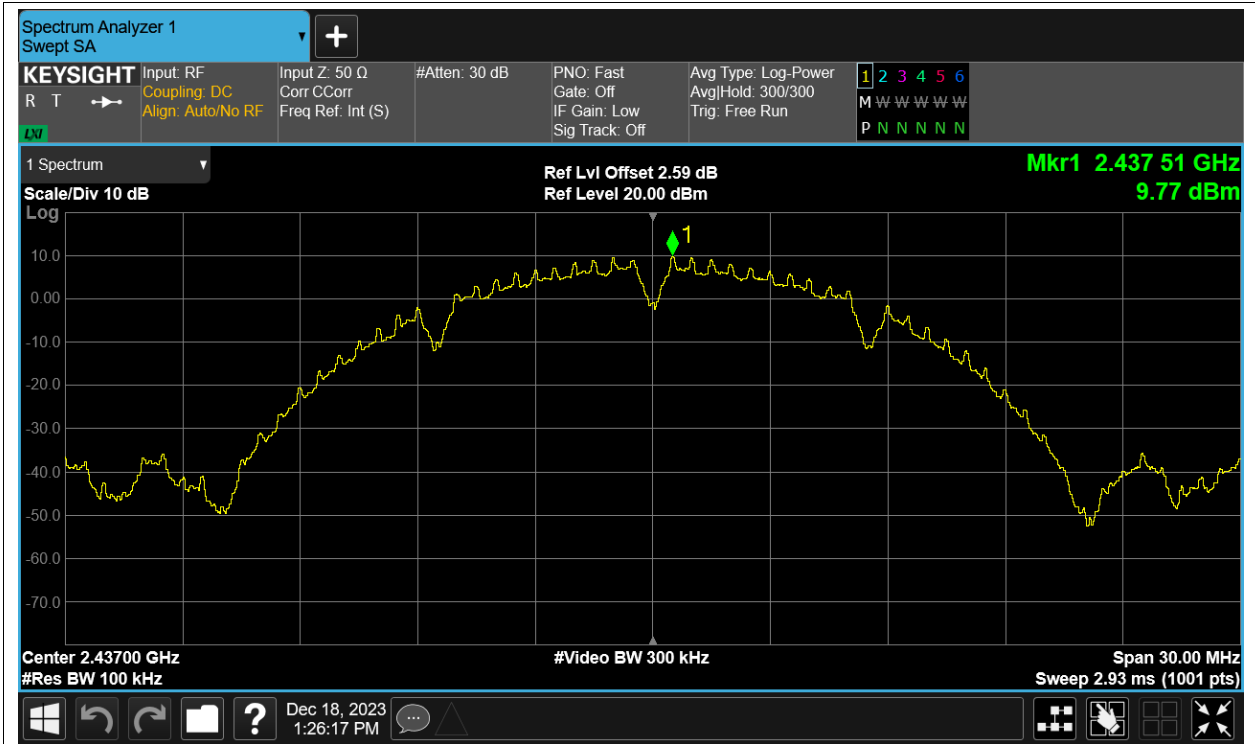 Spectrum Analyzer 1
Swept SA
+
KEYSIGHT
R T
LXI
Input: RF
Coupling: DC
Align: Auto/No RF
Input Z: 50 Ω
Corr CCorr
Freq Ref: Int (S)
#Atten: 30 dB
PNO: Fast
Gate: Off
IF Gain: Low
Sig Track: Off
Avg Type: Log-Power
Avg|Hold: 300/300
Trig: Free Run
1 2 3 4 5 6
M W W W W W
P N N N N N
1 Spectrum
Scale/Div 10 dB
Log
Ref Lvl Offset 2.59 dB
Ref Level 20.00 dBm
Mkr1 2.437 51 GHz
9.77 dBm
1
10.0
0.00
-10.0
-20.0
-30.0
-40.0
-50.0
-60.0
-70.0
Center 2.43700 GHz
#Res BW 100 kHz
#Video BW 300 kHz
Span 30.00 MHz
Sweep 2.93 ms (1001 pts)
?
Dec 18, 2023
1:26:17 PM